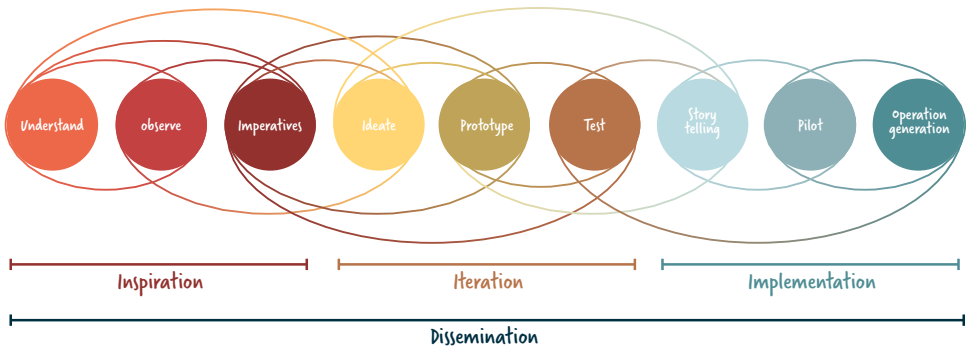 Understand
observe
Imperatives
Ideate
Prototype
Test
Story
telling
Pilot
Operation
generation
Inspiration
Iteration
Implementation
Dissemination